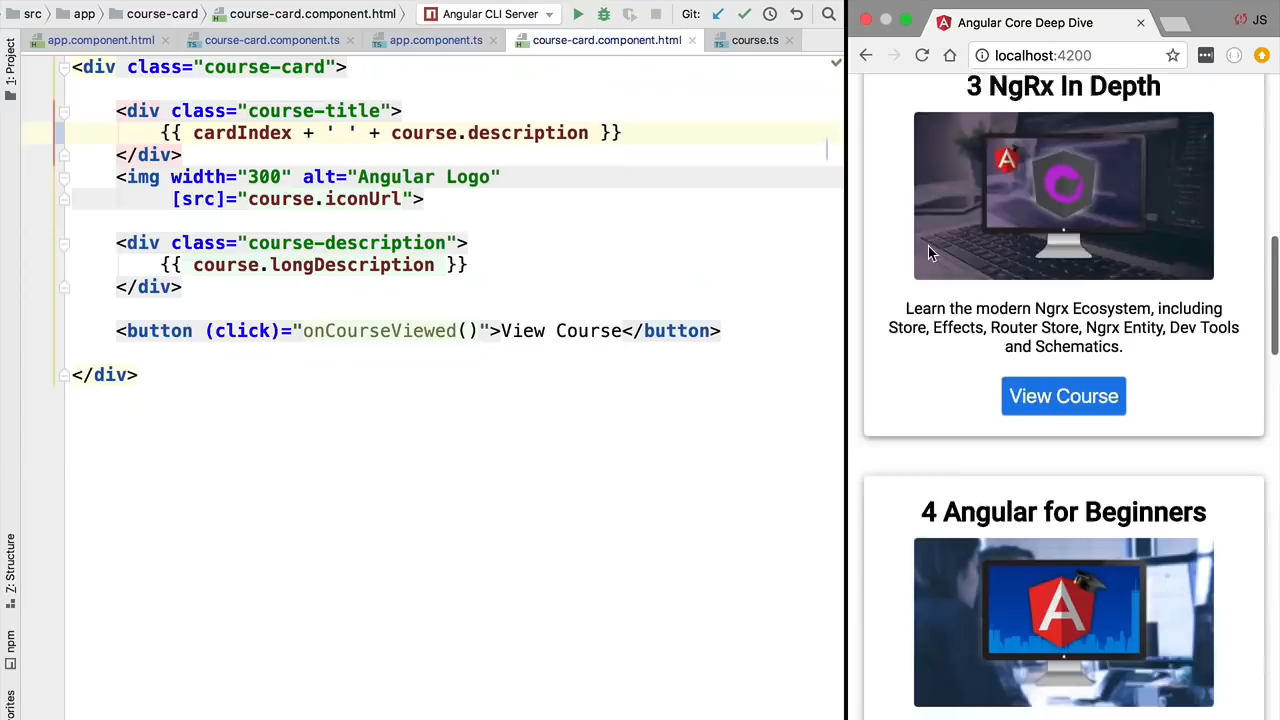 src app course-card course-card.component.html Angular CLI Server Git:
app.component.html course-card.component.ts app.component.ts course-card.component.html course.ts
1: Project
Z: Structure
npm
<div class="course-card">
<div class="course-title">
{{ cardIndex + ' ' + course.description }}
</div>
<img width="300" alt="Angular Logo"
[src]="course.iconUrl">
<div class="course-description">
{{ course.longDescription }}
</div>
<button (click)="onCourseViewed()">View Course</button>
</div>
Angular Core Deep Dive
JS
localhost:4200
3 NgRx In Depth
Learn the modern Ngrx Ecosystem, including
Store, Effects, Router Store, Ngrx Entity, Dev Tools
and Schematics.
View Course
4 Angular for Beginners